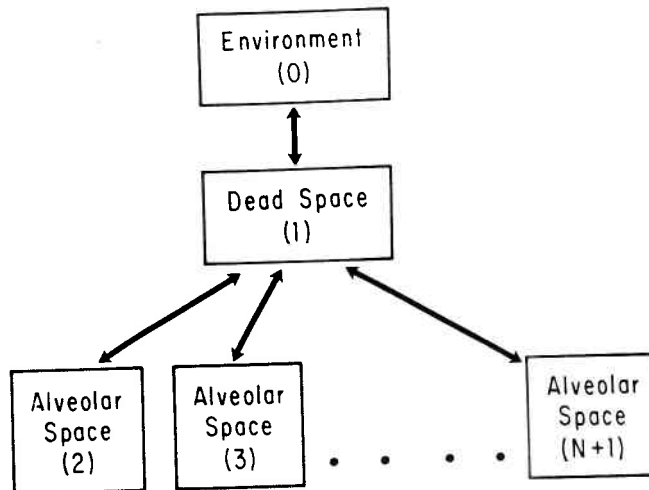 Environment
(0)
Dead Space
(1)
Alveolar
Space
(2)
Alveolar
Space
(3)
Alveolar
Space
(N+1)